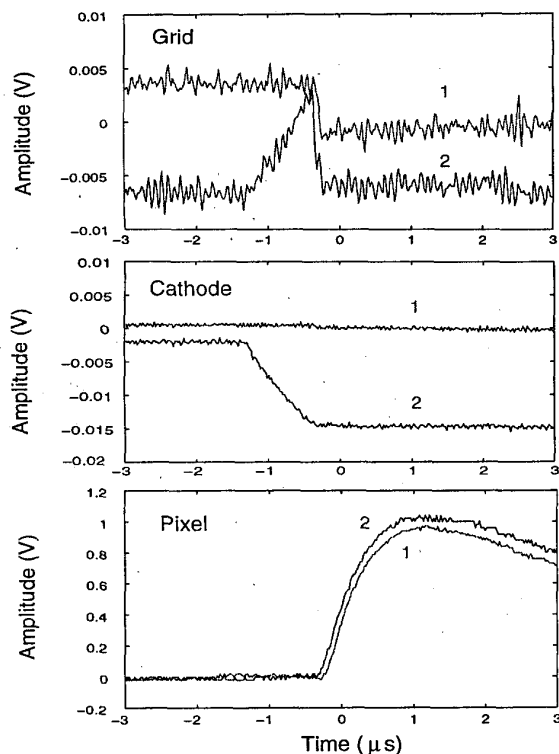 0.01
Grid
0.005
1
0
2
-0.005
-0.01
-3 -2 -1 0 1 2 3
Amplitude (V)
0.01
Cathode
0.005
1
0
-0.005
-0.01
2
-0.015
-0.02
-3 -2 -1 0 1 2 3
Amplitude (V)
1.2
Pixel
1
2
0.8
1
0.6
0.4
0.2
0
-0.2
-3 -2 -1 0 1 2 3
Amplitude (V)
Time (μs)